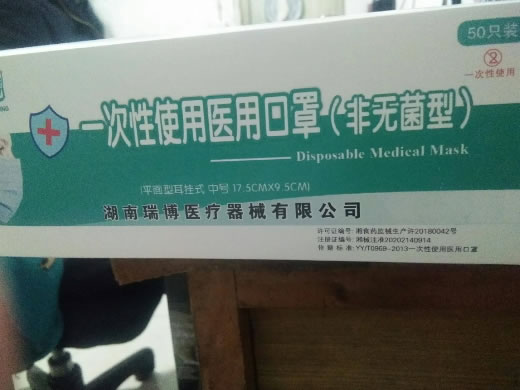 50只装
一次性使用
一次性使用医用口罩（非无菌型）
Disposable Medical Mask
(平面型耳挂式 中号 17.5CMX9.5CM)
湖南瑞博医疗器械有限公司
许可证编号: 湘食药监械生产许20180042号
注册证编号: 湘械注准20202140914
执行标准: YY/T0969-2013一次性使用医用口罩